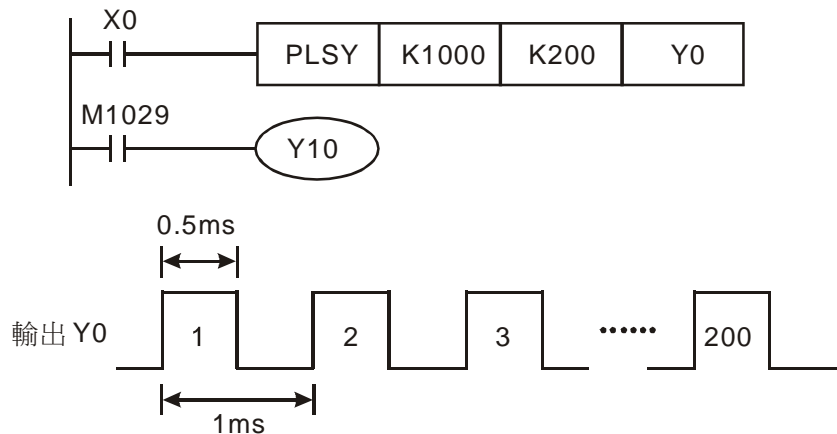 X0
PLSY K1000 K200 Y0
M1029
Y10
0.5ms
輸出 Y0 1 2 3 ...... 200
1ms